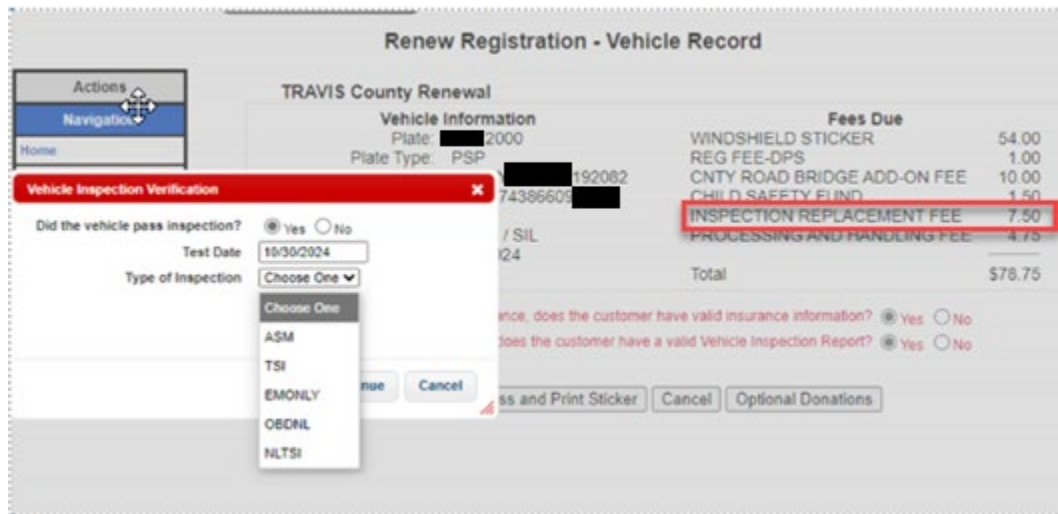 Renew Registration - Vehicle Record
Actions
Navigation
Home
TRAVIS County Renewal
Vehicle Information
Plate: 2000
Plate Type: PSP
192082
74386609
/ SIL
024
Fees Due
WINDSHIELD STICKER 54.00
REG FEE-DPS 1.00
CNTY ROAD BRIDGE ADD-ON FEE 10.00
CHILD SAFETY FUND 1.50
INSPECTION REPLACEMENT FEE 7.50
PROCESSING AND HANDLING FEE 4.75
Total $78.75
Vehicle Inspection Verification
Did the vehicle pass inspection? Yes No
Test Date 10/30/2024
Type of Inspection Choose One
Choose One
ASM
TSI
EMONLY
OBDNL
NLTSI
nue Cancel
nce, does the customer have valid insurance information? Yes No
does the customer have a valid Vehicle Inspection Report? Yes No
ss and Print Sticker Cancel Optional Donations